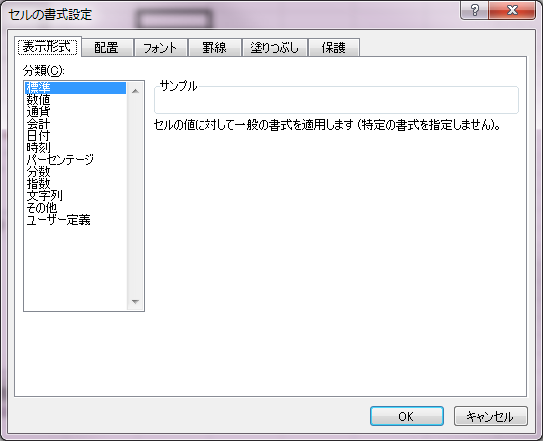 セルの書式設定
表示形式 配置 フォント 罫線 塗りつぶし 保護
分類(C):
標準
数値
通貨
会計
日付
時刻
パーセンテージ
分数
指数
文字列
その他
ユーザー定義
サンプル
セルの値に対して一般の書式を適用します (特定の書式を指定しません)。
OK キャンセル